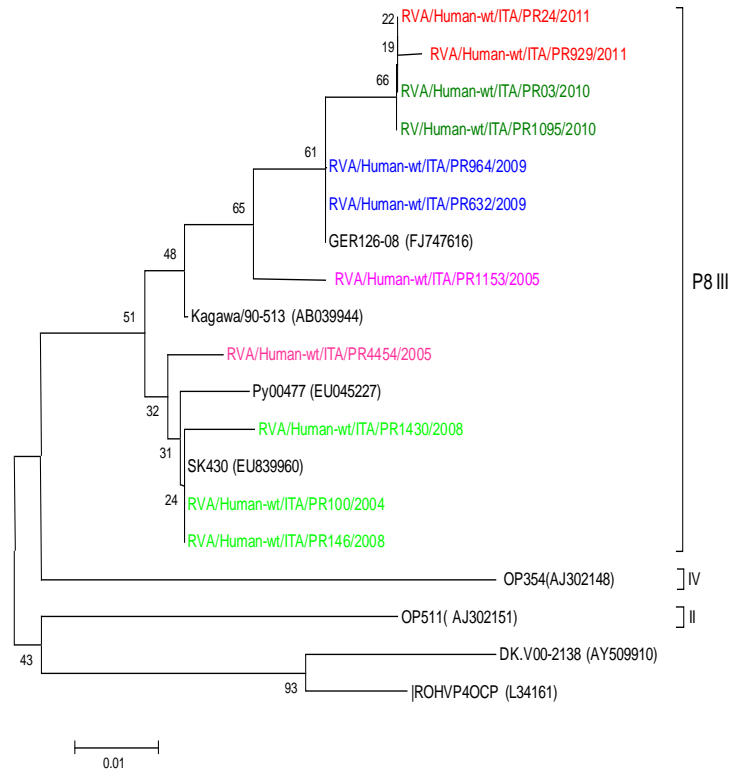 22
RVA/Human-wt/ITA/PR24/2011
19
RVA/Human-wt/ITA/PR929/2011
66
RVA/Human-wt/ITA/PR03/2010
RV/Human-wt/ITA/PR1095/2010
61
RVA/Human-wt/ITA/PR964/2009
RVA/Human-wt/ITA/PR632/2009
65
GER126-08 (FJ747616)
48
RVA/Human-wt/ITA/PR1153/2005
P8 III
51
Kagawa/90-513 (AB039944)
RVA/Human-wt/ITA/PR4454/2005
32
Py00477 (EU045227)
RVA/Human-wt/ITA/PR1430/2008
31
SK430 (EU839960)
24
RVA/Human-wt/ITA/PR100/2004
RVA/Human-wt/ITA/PR146/2008
OP354(AJ302148)
IV
OP511( AJ302151)
II
43
DK.V00-2138 (AY509910)
93
|ROHVP4OCP (L34161)
0.01